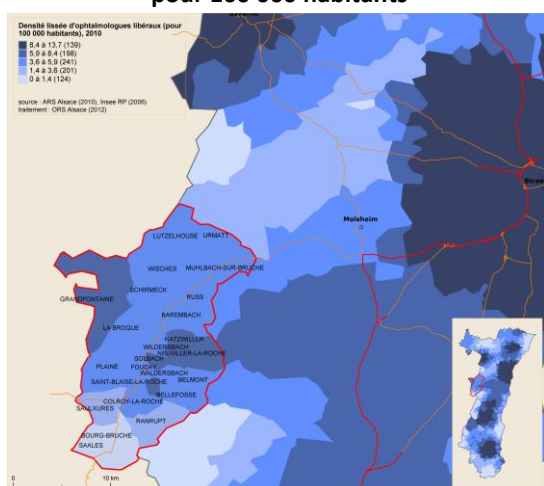 pour 100 000 habitants
Densité lissée d'ophtalmologues libéraux (pour
100 000 habitants), 2010
8,4 à 13,7 (139)
5,9 à 8,4 (198)
3,6 à 5,9 (241)
1,4 à 3,6 (201)
0 à 1,4 (124)
source : ARS Alsace (2010), Insee RP (2006)
traitement : ORS Alsace (2012)
Molsheim
LUTZELHOUSE URMATT
WISCHES MUHLBACH-SUR-BRUCHE
SCHIRMECK
GRANDFONTAINE RUSS
BAREMBACH
LA BROQUE
NATZWILLER
WILDERSBACH
NEUVILLER-LA-ROCHE
SOLBACH
PLAINE FOUDAY
WALDERSBACH
SAINT-BLAISE-LA-ROCHE BELMONT
BELLEFOSSE
COLROY-LA-ROCHE
SAULXURES
RANRUPT
BOURG-BRUCHE
SAALES
0 10 km